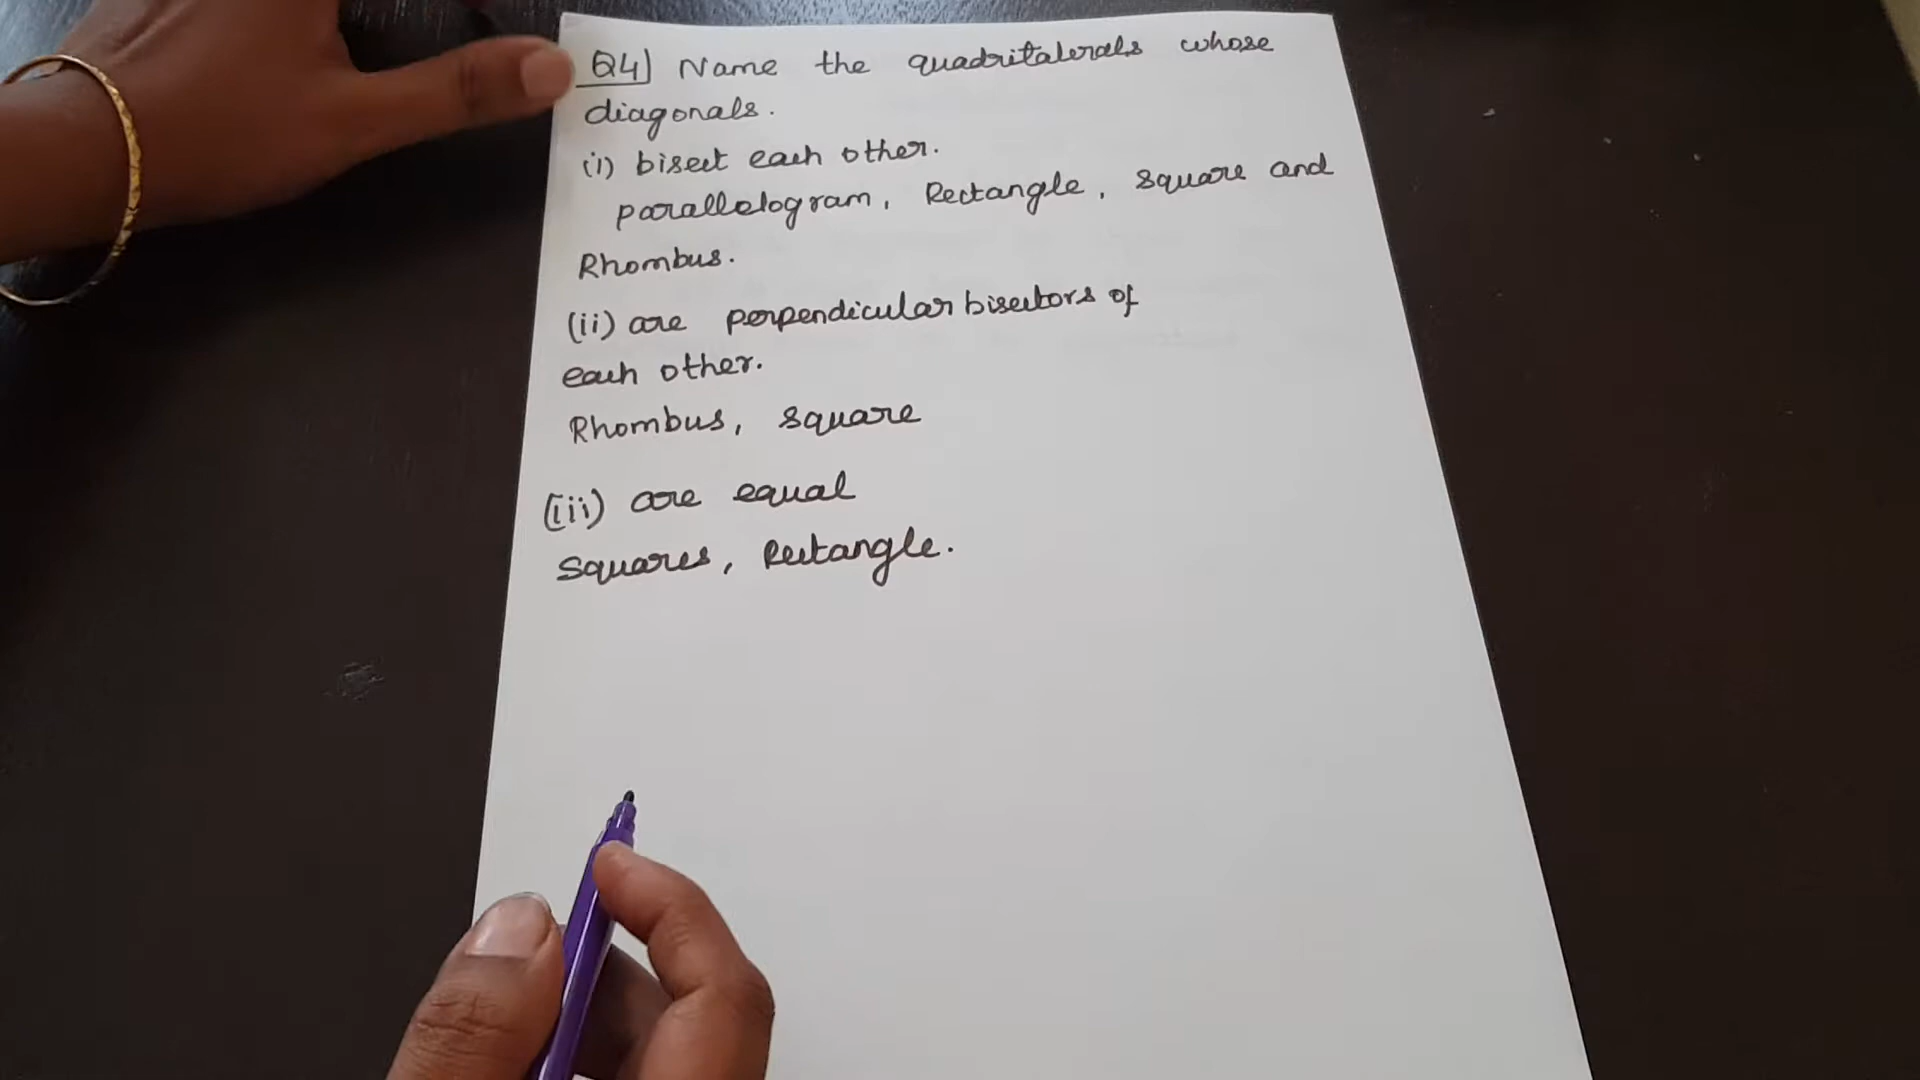 Q4] Name the quadritalerals whose
diagonals.
(i) bisect each other.
parallelogram, Rectangle, square and
Rhombus.
(ii) are perpendicular bisectors of
each other.
Rhombus, square
(iii) are equal
Squares, Rectangle.